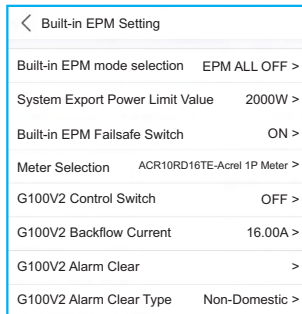 < Built-in EPM Setting
Built-in EPM mode selection EPM ALL OFF >
System Export Power Limit Value 2000W >
Built-in EPM Failsafe Switch ON >
Meter Selection ACR10RD16TE-Acrel 1P Meter >
G100V2 Control Switch OFF >
G100V2 Backflow Current 16.00A >
G100V2 Alarm Clear >
G100V2 Alarm Clear Type Non-Domestic >